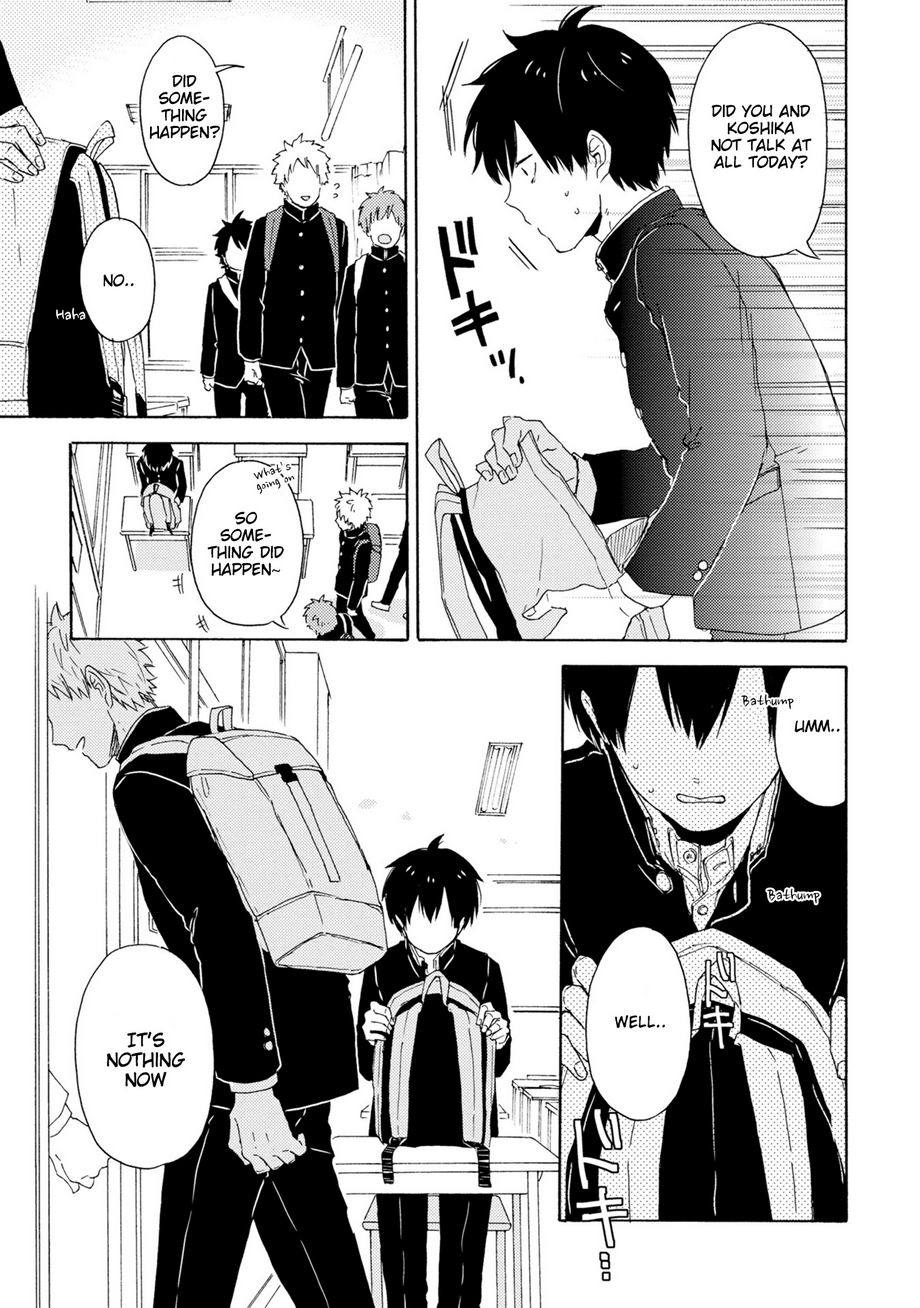 DID YOU AND
KOSHIKA
NOT TALK AT
ALL TODAY?
ドキッ
DID
SOME-
THING
HAPPEN?
NO..
Haha
What's
going on
SO
SOME-
THING DID
HAPPEN~
Bathump
UMM..
Bathump
WELL..
ドキ
ドキ…
IT'S
NOTHING
NOW